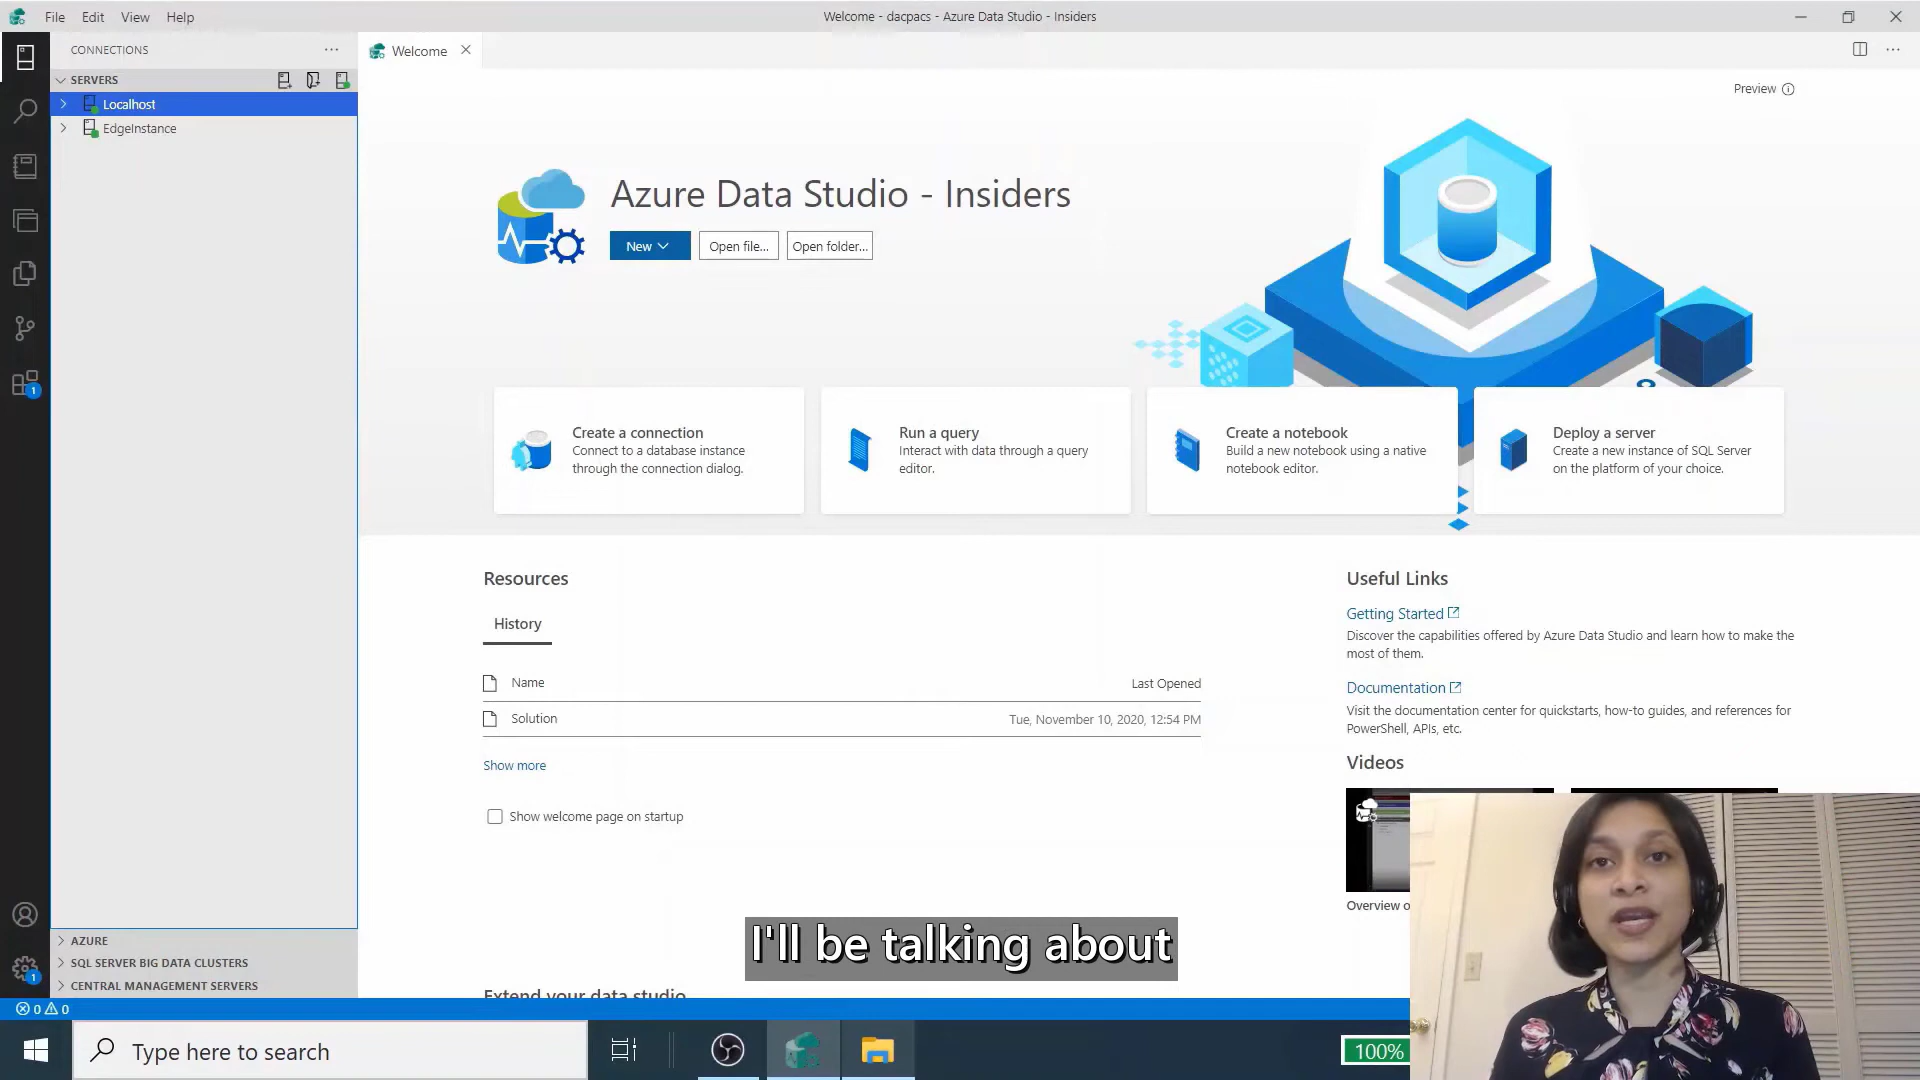 File Edit View Help
Welcome - dacpacs - Azure Data Studio - Insiders
CONNECTIONS
Welcome
SERVERS
Localhost
EdgeInstance
Preview
Azure Data Studio - Insiders
New
Open file...
Open folder...
Create a connection
Connect to a database instance
through the connection dialog.
Run a query
Interact with data through a query
editor.
Create a notebook
Build a new notebook using a native
notebook editor.
Deploy a server
Create a new instance of SQL Server
on the platform of your choice.
1
Resources
History
Name Last Opened
Solution Tue, November 10, 2020, 12:54 PM
Show more
Show welcome page on startup
Useful Links
Getting Started
Discover the capabilities offered by Azure Data Studio and learn how to make the
most of them.
Documentation
Visit the documentation center for quickstarts, how-to guides, and references for
PowerShell, APIs, etc.
Videos
Overview o
I'll be talking about
Extend your data studio
AZURE
SQL SERVER BIG DATA CLUSTERS
CENTRAL MANAGEMENT SERVERS
1
0 0
Type here to search
100%